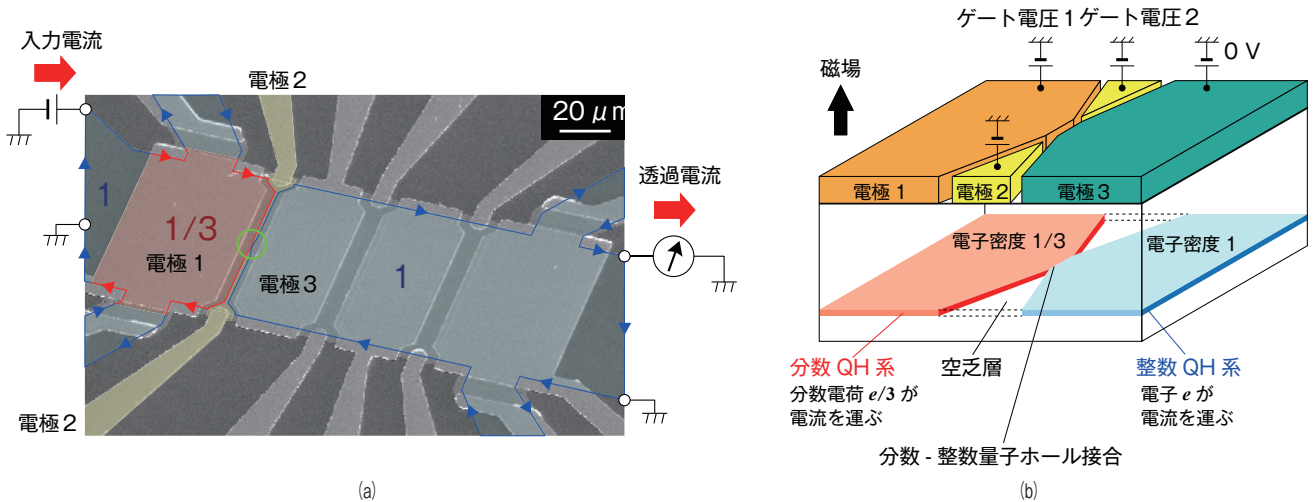 入力電流
電極2
20 μm
1
1/3
電極1
電極3
1
透過電流
電極2
(a)
ゲート電圧1 ゲート電圧2
0 V
磁場
電極1
電極2
電極3
電子密度 1/3
電子密度 1
分数 QH 系
分数電荷 e/3 が
電流を運ぶ
空乏層
整数 QH 系
電子 e が
電流を運ぶ
分数 - 整数量子ホール接合
(b)